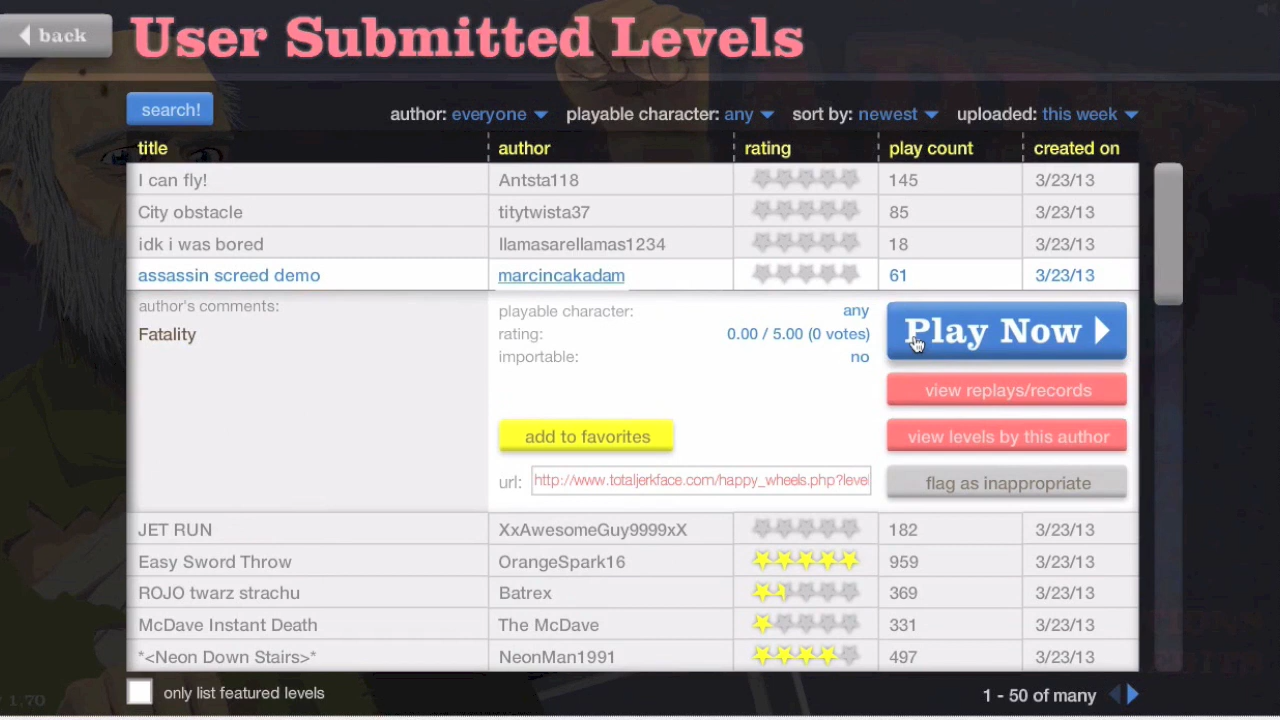 back
User Submitted Levels
search!
author: everyone playable character: any sort by: newest uploaded: this week
title author rating play count created on
I can fly! Antsta118 145 3/23/13
City obstacle titytwista37 85 3/23/13
idk i was bored llamasarellamas1234 18 3/23/13
assassin screed demo marcincakadam 61 3/23/13
author's comments:
Fatality
playable character: any
rating: 0.00 / 5.00 (0 votes)
importable: no
add to favorites
url: http://www.totaljerkface.com/happy_wheels.php?level
Play Now
view replays/records
view levels by this author
flag as inappropriate
JET RUN XxAwesomeGuy9999xX 182 3/23/13
Easy Sword Throw OrangeSpark16 959 3/23/13
ROJO twarz strachu Batrex 369 3/23/13
McDave Instant Death The McDave 331 3/23/13
*<Neon Down Stairs>* NeonMan1991 497 3/23/13
only list featured levels
1 - 50 of many
1.70